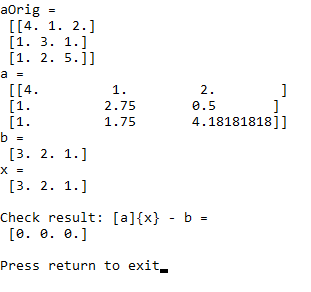 aOrig =
[[4. 1. 2.]
[1. 3. 1.]
[1. 2. 5.]]
a =
[[4.         1.         2.        ]
[1.         2.75       0.5       ]
[1.         1.75       4.18181818]]
b =
[3. 2. 1.]
x =
[3. 2. 1.]
Check result: [a]{x} - b =
[0. 0. 0.]
Press return to exit